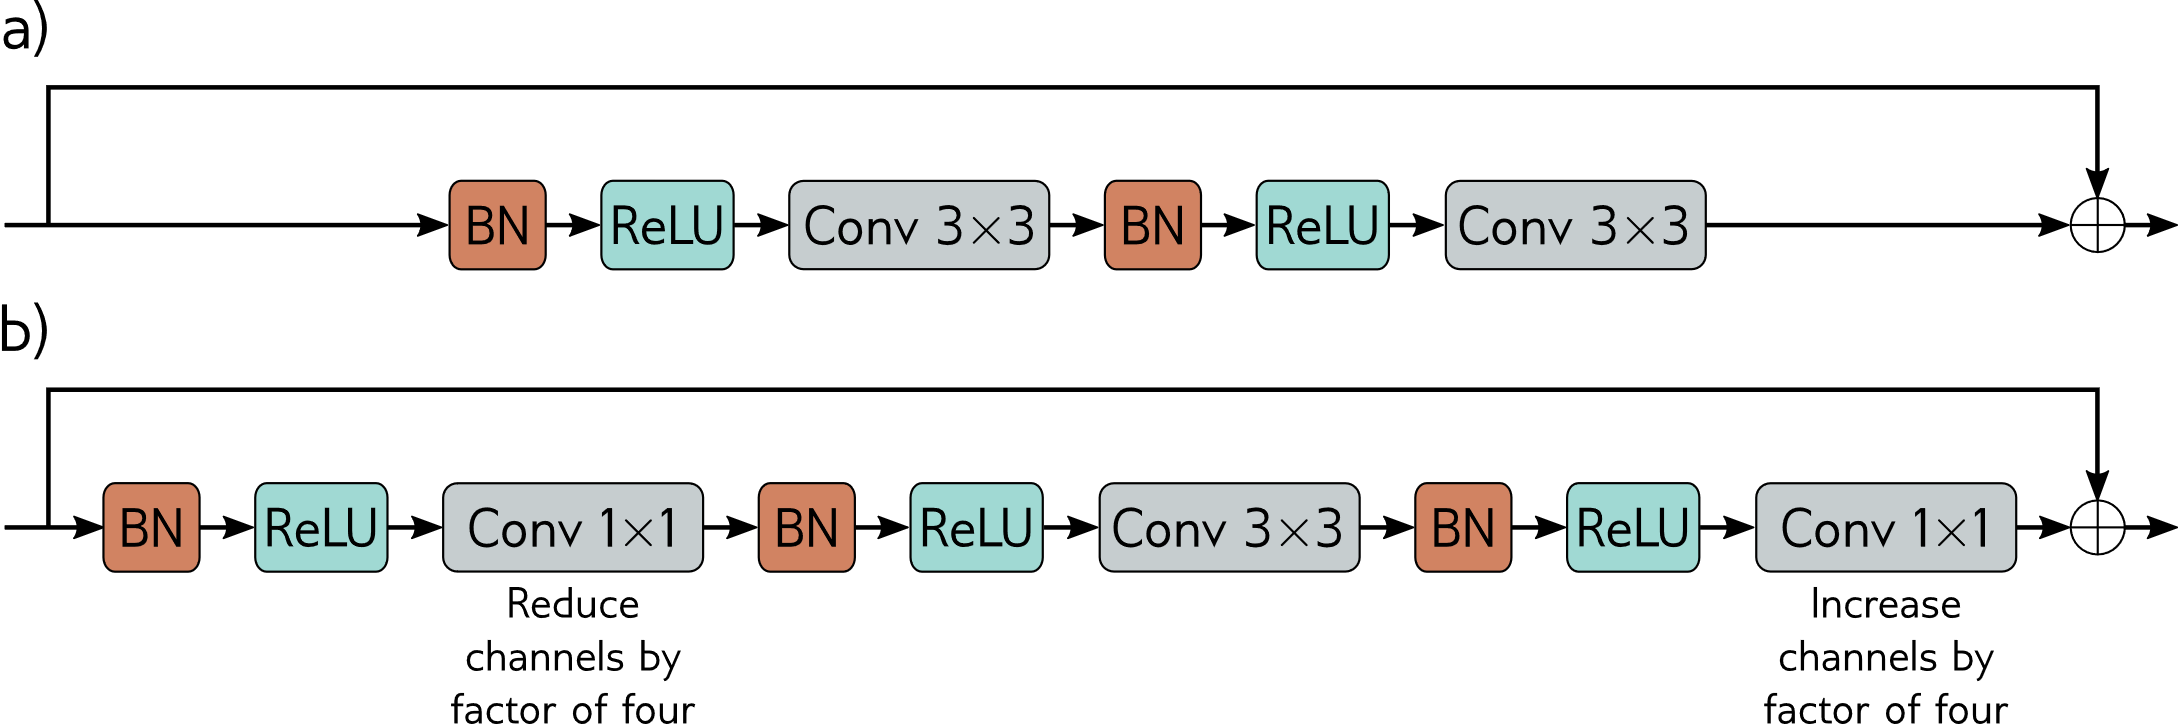 a)
BN ReLU Conv 3×3 BN ReLU Conv 3×3
b)
BN ReLU Conv 1×1 BN ReLU Conv 3×3 BN ReLU Conv 1×1
Reduce
channels by
factor of four
Increase
channels by
factor of four